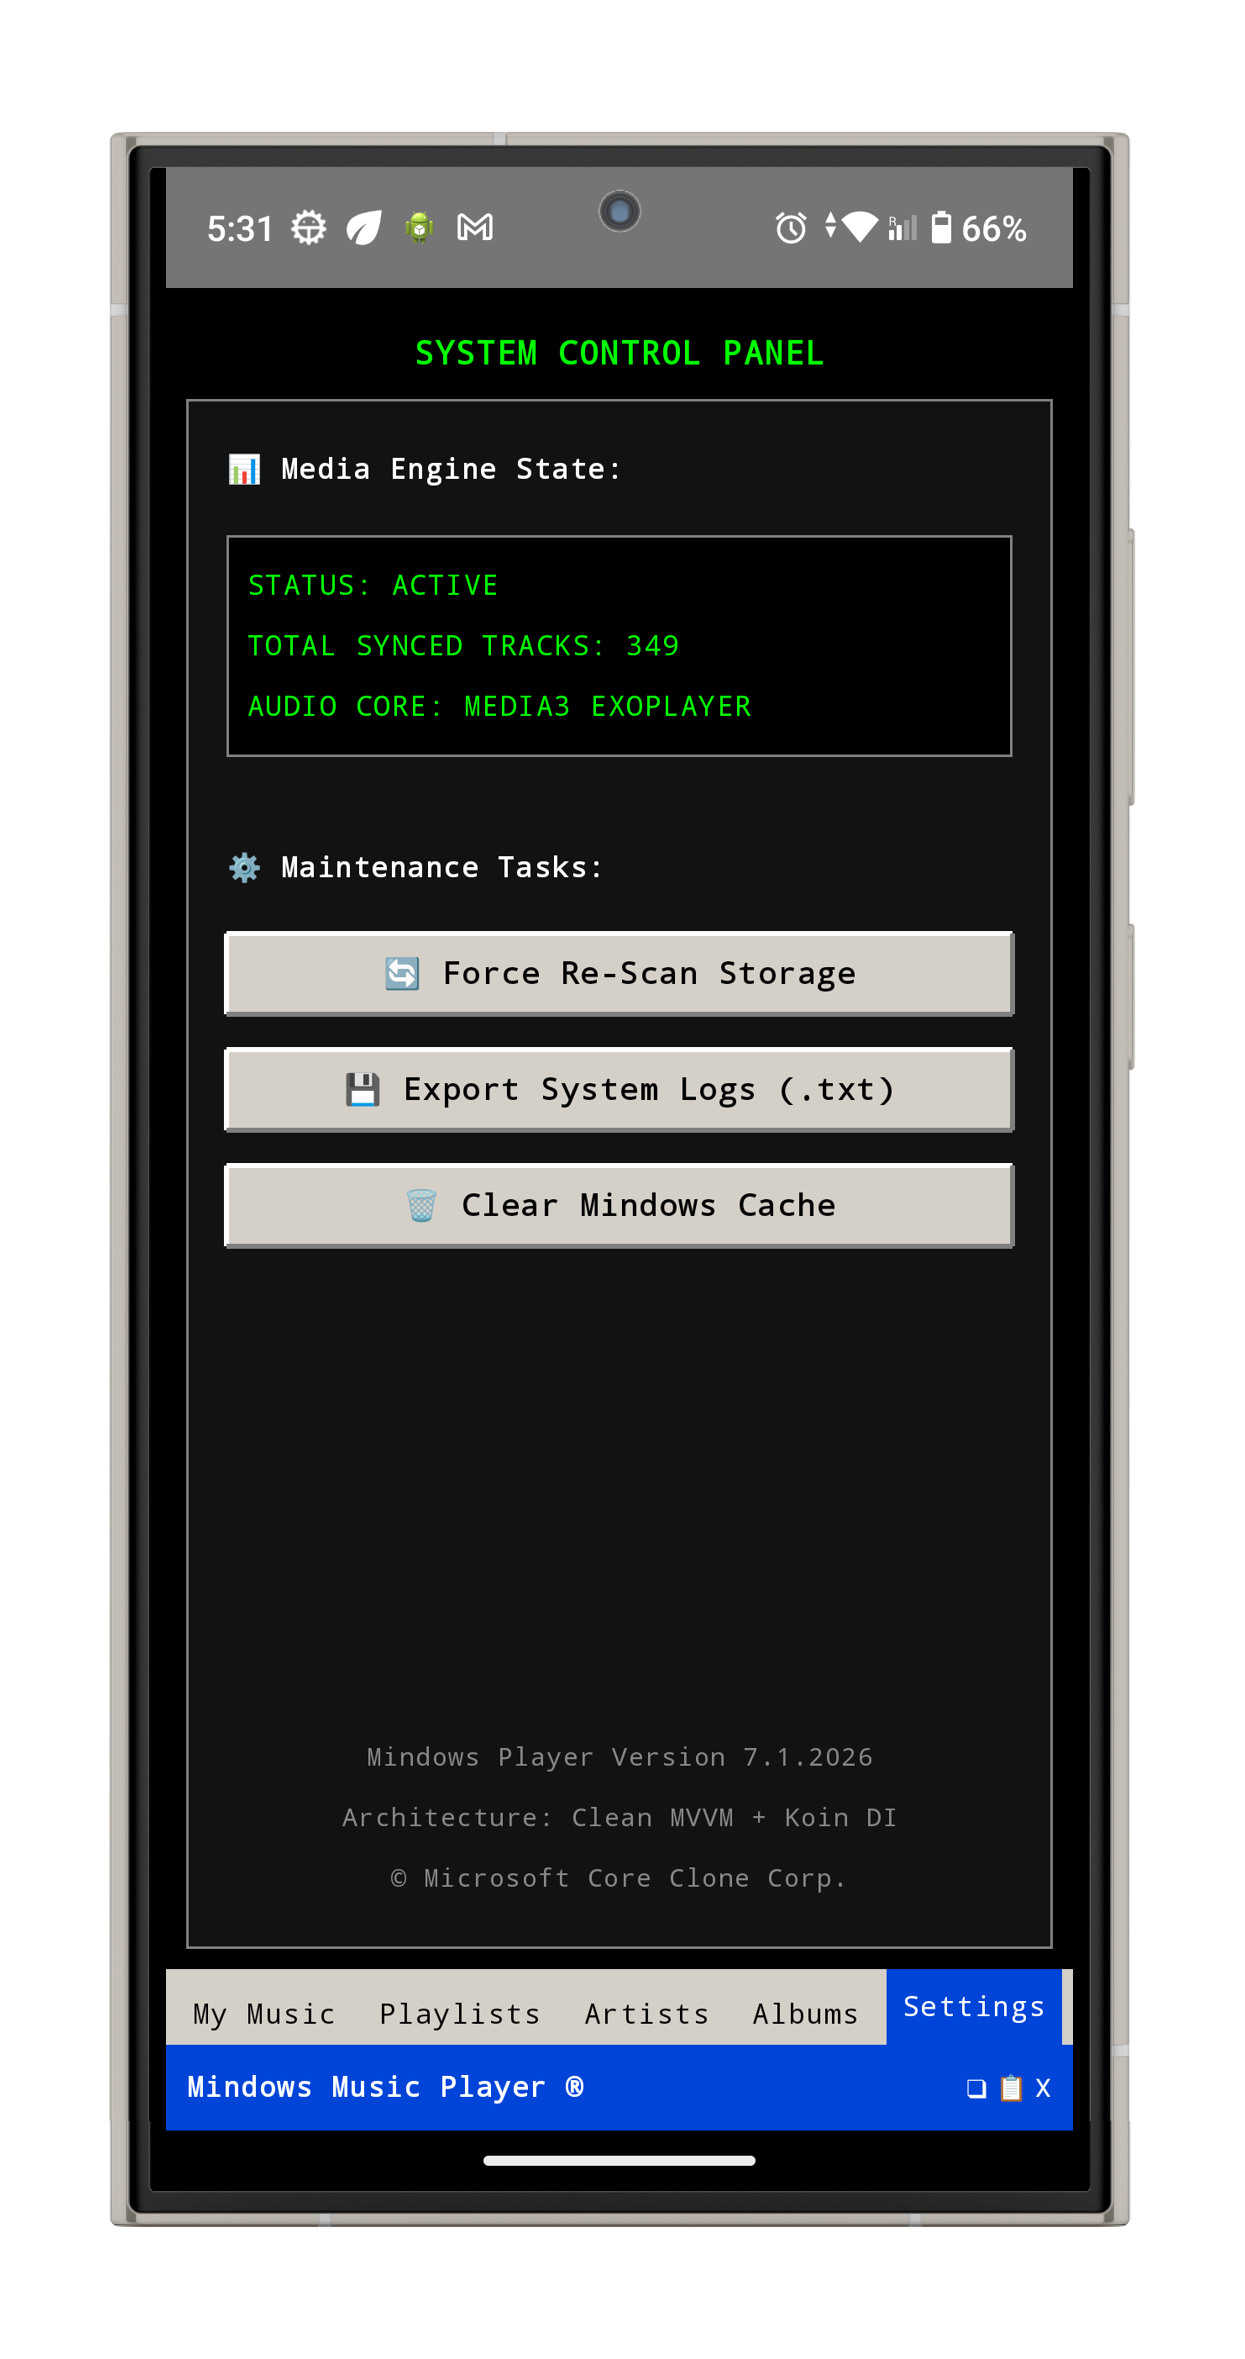 5:31
66%
SYSTEM CONTROL PANEL
📊 Media Engine State:
STATUS: ACTIVE
TOTAL SYNCED TRACKS: 349
AUDIO CORE: MEDIA3 EXOPLAYER
⚙️ Maintenance Tasks:
🔄 Force Re-Scan Storage
💾 Export System Logs (.txt)
🗑️ Clear Mindows Cache
Mindows Player Version 7.1.2026
Architecture: Clean MVVM + Koin DI
© Microsoft Core Clone Corp.
My Music Playlists Artists Albums Settings
Mindows Music Player ® ❏ 📋 X